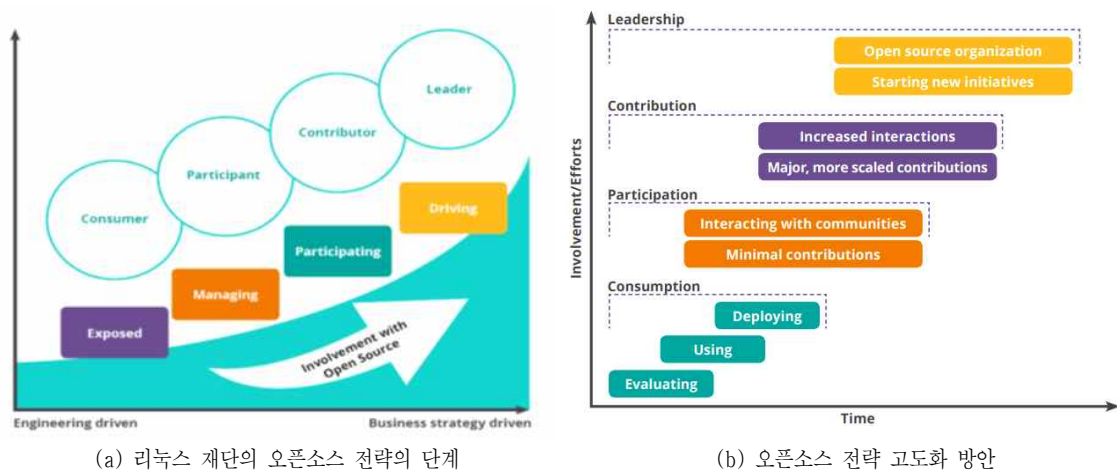 Leader
Contributor
Participant
Consumer
Driving
Participating
Managing
Exposed
Involvement with
Open Source
Engineering driven
Business strategy driven
(a) 리눅스 재단의 오픈소스 전략의 단계
Leadership
Open source organization
Starting new initiatives
Contribution
Increased interactions
Major, more scaled contributions
Participation
Interacting with communities
Minimal contributions
Consumption
Deploying
Using
Evaluating
Involvement/Efforts
Time
(b) 오픈소스 전략 고도화 방안